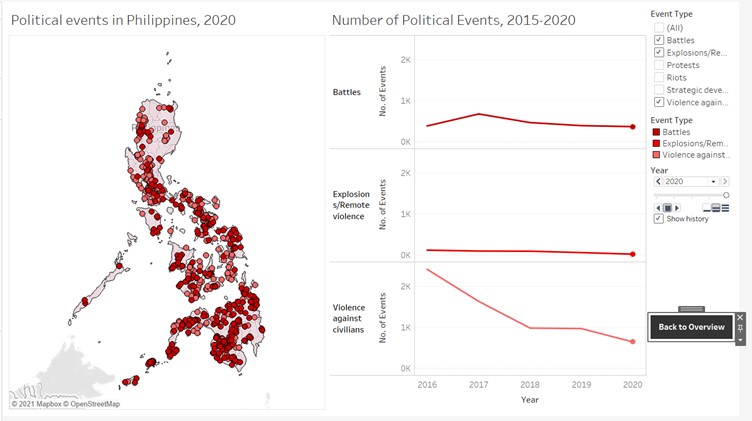 Political events in Philippines, 2020
© 2021 Mapbox © OpenStreetMap
Number of Political Events, 2015-2020
Battles
No. of Events
2K
1K
0K
Explosion
s/Remote
violence
No. of Events
2K
1K
0K
Violence
against
civilians
No. of Events
2K
1K
0K
2016 2017 2018 2019 2020
Year
Event Type
(All)
Battles
Explosions/Re...
Protests
Riots
Strategic deve...
Violence again...
Event Type
Battles
Explosions/Rem...
Violence against...
Year
2020
Show history
Back to Overview